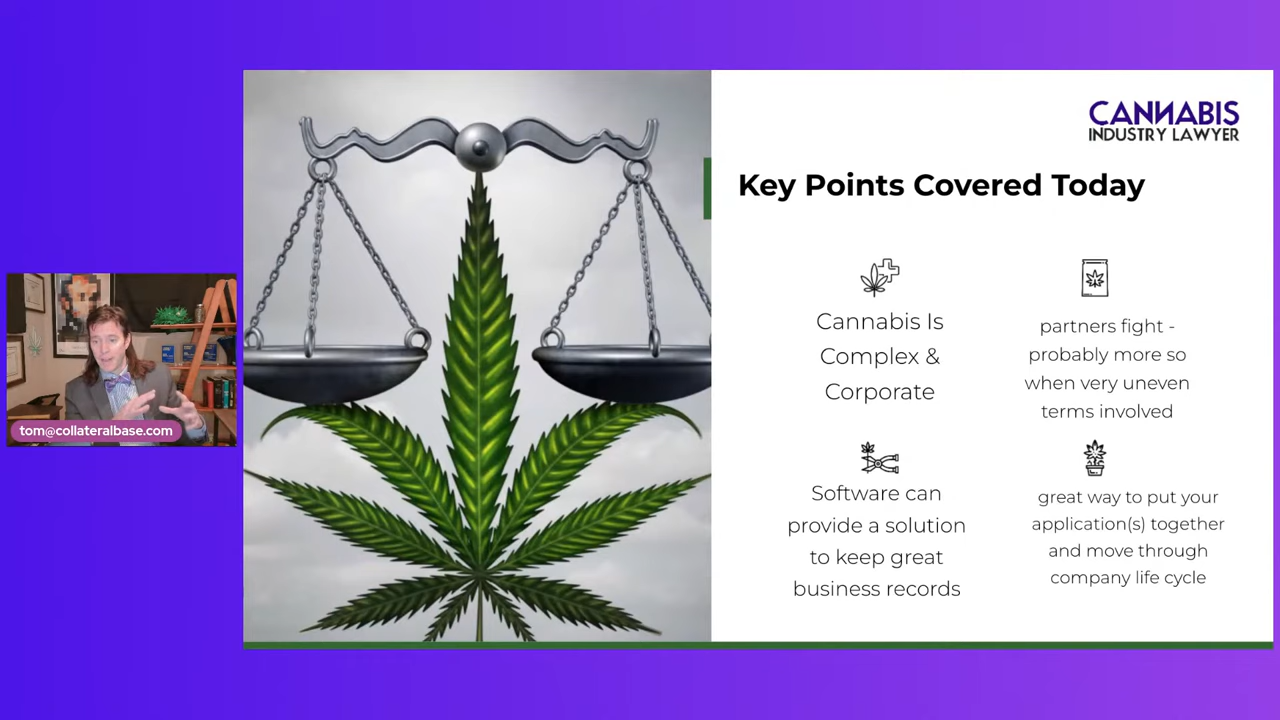 CANNABIS
INDUSTRY LAWYER
Key Points Covered Today
Cannabis Is
Complex &
Corporate
partners fight -
probably more so
when very uneven
terms involved
Software can
provide a solution
to keep great
business records
great way to put your
application(s) together
and move through
company life cycle
tom@collateralbase.com